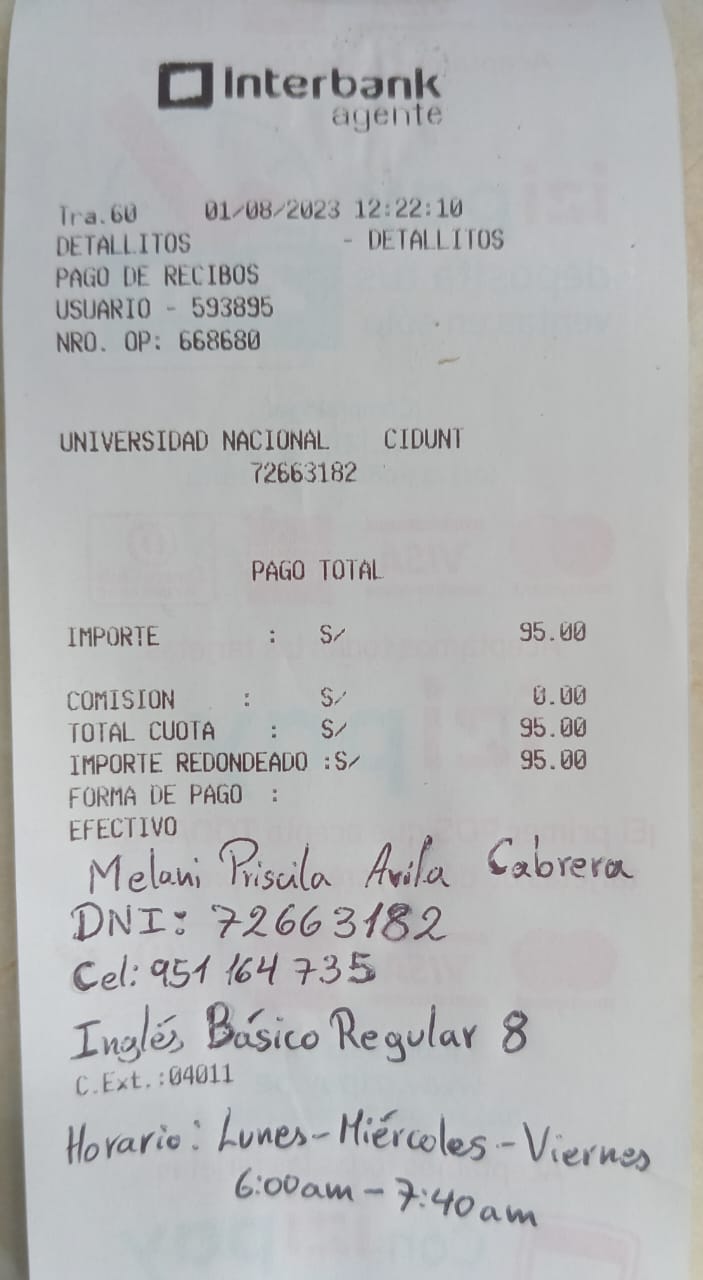 Interbank
agente
Tra.60 01/08/2023 12:22:10
DETALLITOS - DETALLITOS
PAGO DE RECIBOS
USUARIO - 593895
NRO. OP: 668680
UNIVERSIDAD NACIONAL CIDUNT
72663182
PAGO TOTAL
IMPORTE : S/ 95.00
COMISION : S/ 0.00
TOTAL CUOTA : S/ 95.00
IMPORTE REDONDEADO :S/ 95.00
FORMA DE PAGO :
EFECTIVO
Melani Priscila Avila Cabrera
DNI: 72663182
Cel: 951 164 735
Inglés Básico Regular 8
C.Ext.:04011
Horario: Lunes-Miércoles-Viernes
6:00am - 7:40am